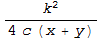 k²
4 c (x + y)